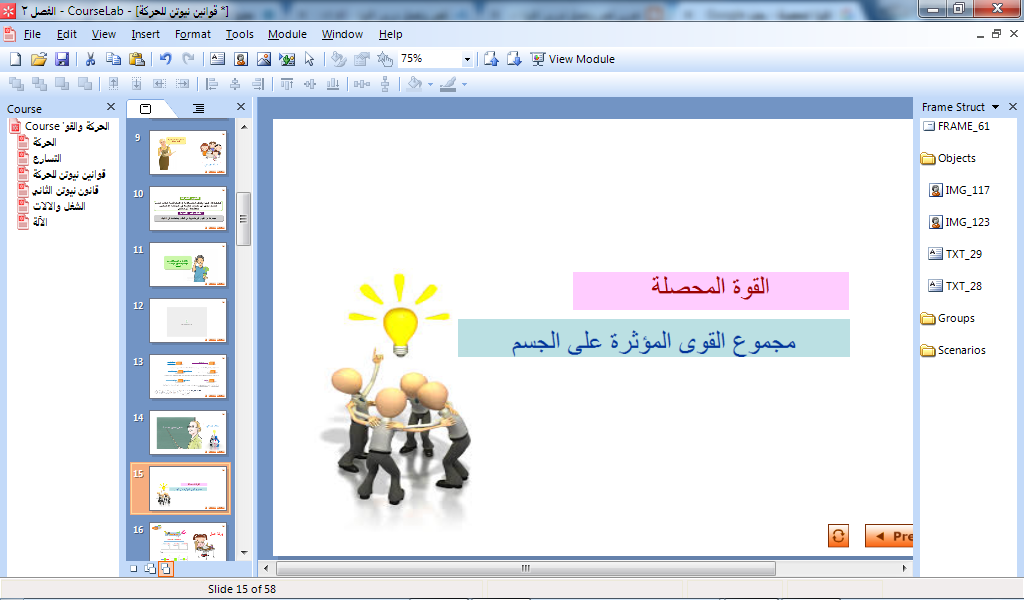 الفصل ٢ - CourseLab - [قوانين نيوتن للحركة *]
File Edit View Insert Format Tools Module Window Help
75% View Module
Course
Course 'الحركة والقو
الحركة
التسارع
قوانين نيوتن للحركة
قانون نيوتن الثاني
الشغل والآلات
الآلة
9
10
11
12
13
14
15
16
القوة المحصلة
مجموع القوى المؤثرة على الجسم
Pre
Frame Struct
FRAME_61
Objects
IMG_117
IMG_123
TXT_29
TXT_28
Groups
Scenarios
Slide 15 of 58